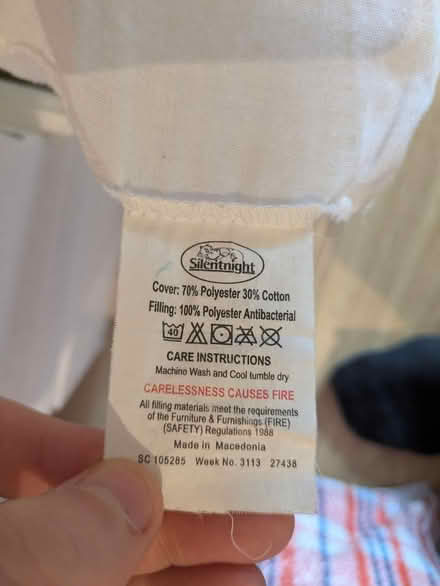 Silentnight
Cover: 70% Polyester 30% Cotton
Filling: 100% Polyester Antibacterial
40
CARE INSTRUCTIONS
Machine Wash and Cool tumble dry
CARELESSNESS CAUSES FIRE
All filling materials meet the requirements
of the Furniture & Furnishings (FIRE)
(SAFETY) Regulations 1988
Made in Macedonia
SC 105285 Week No. 3113 27438